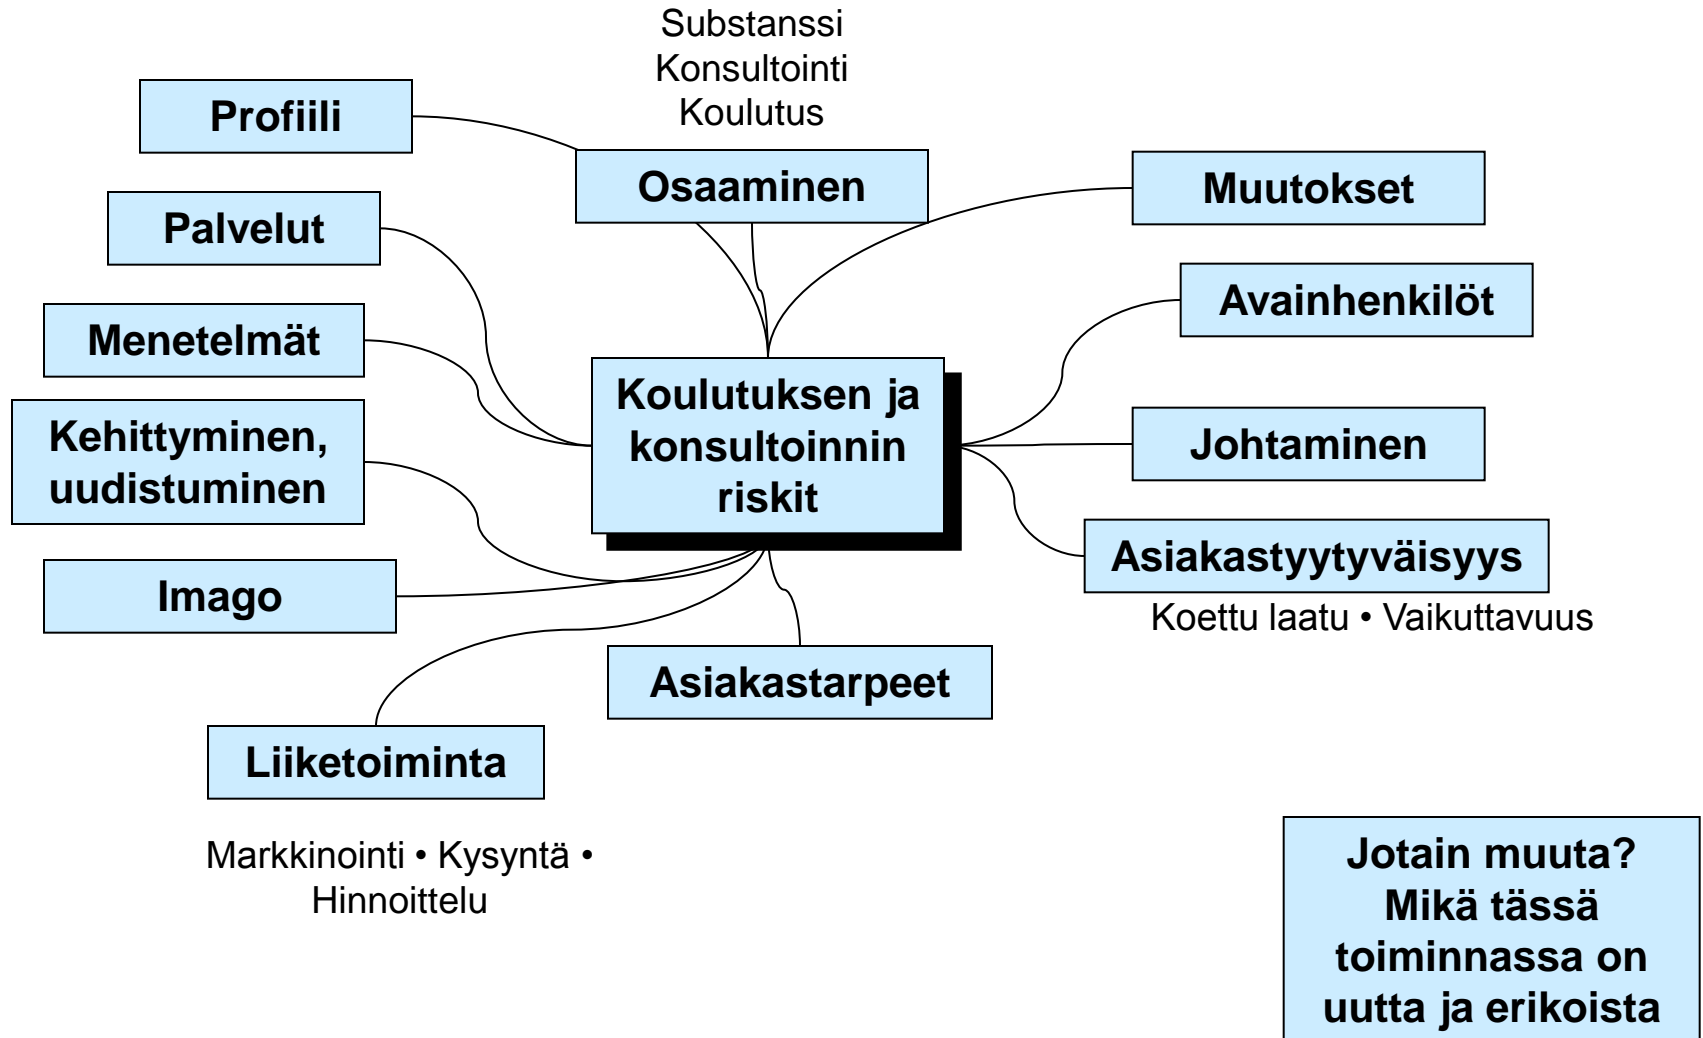 Substanssi
Konsultointi
Koulutus
Profiili
Osaaminen
Muutokset
Palvelut
Avainhenkilöt
Menetelmät
Koulutuksen ja
konsultoinnin
riskit
Kehittyminen,
uudistuminen
Johtaminen
Asiakastyytyväisyys
Koettu laatu • Vaikuttavuus
Imago
Asiakastarpeet
Liiketoiminta
Markkinointi • Kysyntä •
Hinnoittelu
Jotain muuta?
Mikä tässä
toiminnassa on
uutta ja erikoista